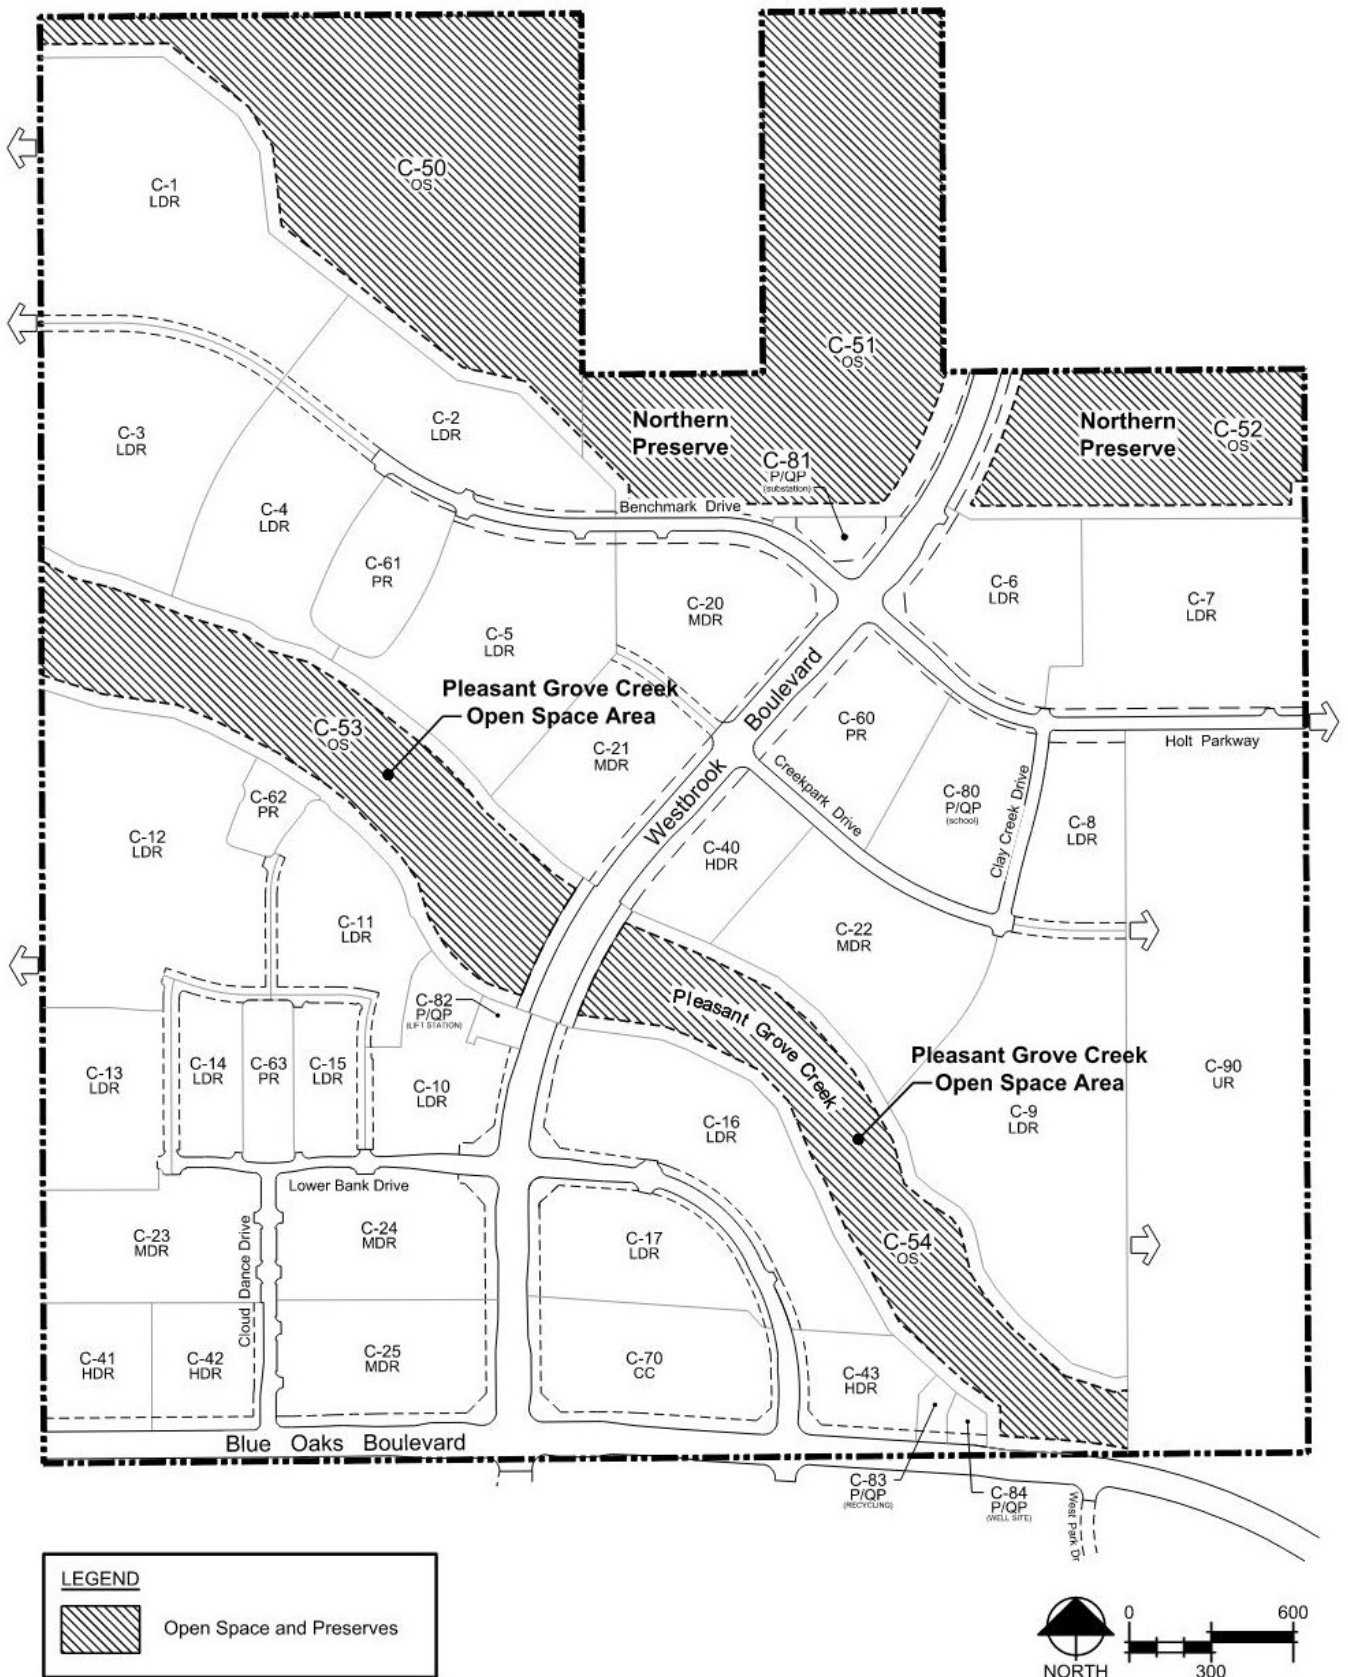 C-50
OS
C-1
LDR
C-51
OS
Northern
Preserve
C-81
P/QP
(substation)
Northern
Preserve
C-52
OS
C-2
LDR
C-3
LDR
C-4
LDR
Benchmark Drive
C-61
PR
C-5
LDR
C-20
MDR
C-6
LDR
C-7
LDR
Pleasant Grove Creek
Open Space Area
C-53
OS
C-21
MDR
Westbrook Boulevard
C-60
PR
Creekpark Drive
C-80
P/QP
(school)
Clay Creek Drive
Holt Parkway
C-8
LDR
C-62
PR
C-12
LDR
C-40
HDR
C-22
MDR
C-11
LDR
C-82
P/QP
(LIFT STATION)
Pleasant Grove Creek
Pleasant Grove Creek
Open Space Area
C-90
UR
C-13
LDR
C-14
LDR
C-63
PR
C-15
LDR
C-10
LDR
C-16
LDR
C-9
LDR
Lower Bank Drive
C-23
MDR
Cloud Dance Drive
C-24
MDR
C-17
LDR
C-54
OS
C-41
HDR
C-42
HDR
C-25
MDR
C-70
CC
C-43
HDR
Blue Oaks Boulevard
C-83
P/QP
(RECYCLING)
C-84
P/QP
(WELL SITE)
West Park Dr
LEGEND
Open Space and Preserves
NORTH
0
600
300